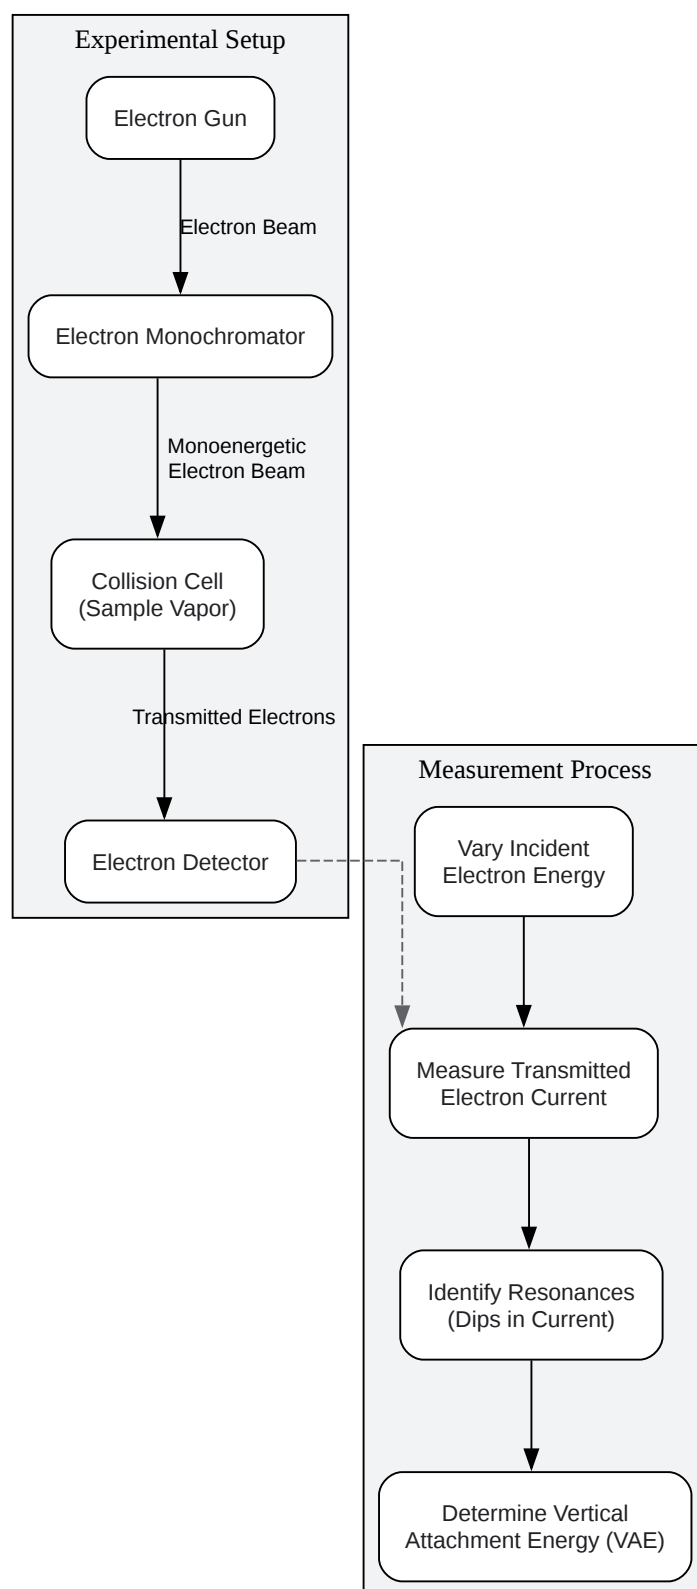 Experimental Setup
Electron Gun
Electron Beam
Electron Monochromator
Monoenergetic
Electron Beam
Collision Cell
(Sample Vapor)
Transmitted Electrons
Electron Detector
Measurement Process
Vary Incident
Electron Energy
Measure Transmitted
Electron Current
Identify Resonances
(Dips in Current)
Determine Vertical
Attachment Energy (VAE)